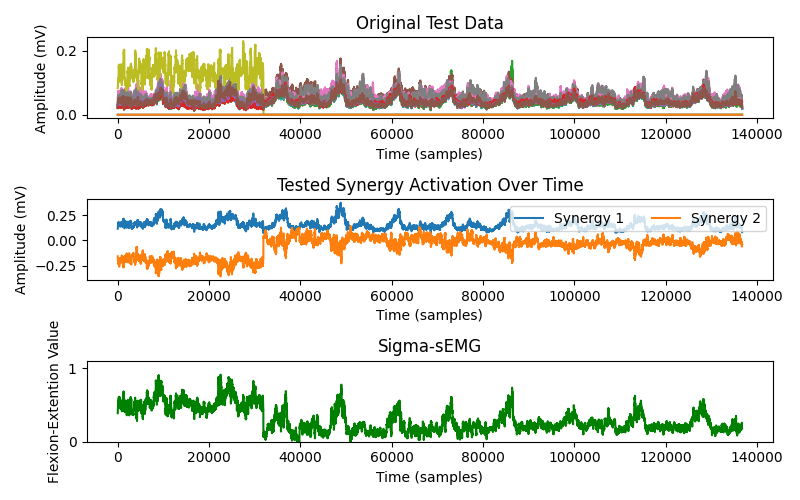 Original Test Data
Amplitude (mV)
0.2
0.0
0 20000 40000 60000 80000 100000 120000 140000
Time (samples)
Tested Synergy Activation Over Time
Amplitude (mV)
0.25
0.00
−0.25
Synergy 1 Synergy 2
0 20000 40000 60000 80000 100000 120000 140000
Time (samples)
Sigma-sEMG
Flexion-Extention Value
1
0
0 20000 40000 60000 80000 100000 120000 140000
Time (samples)